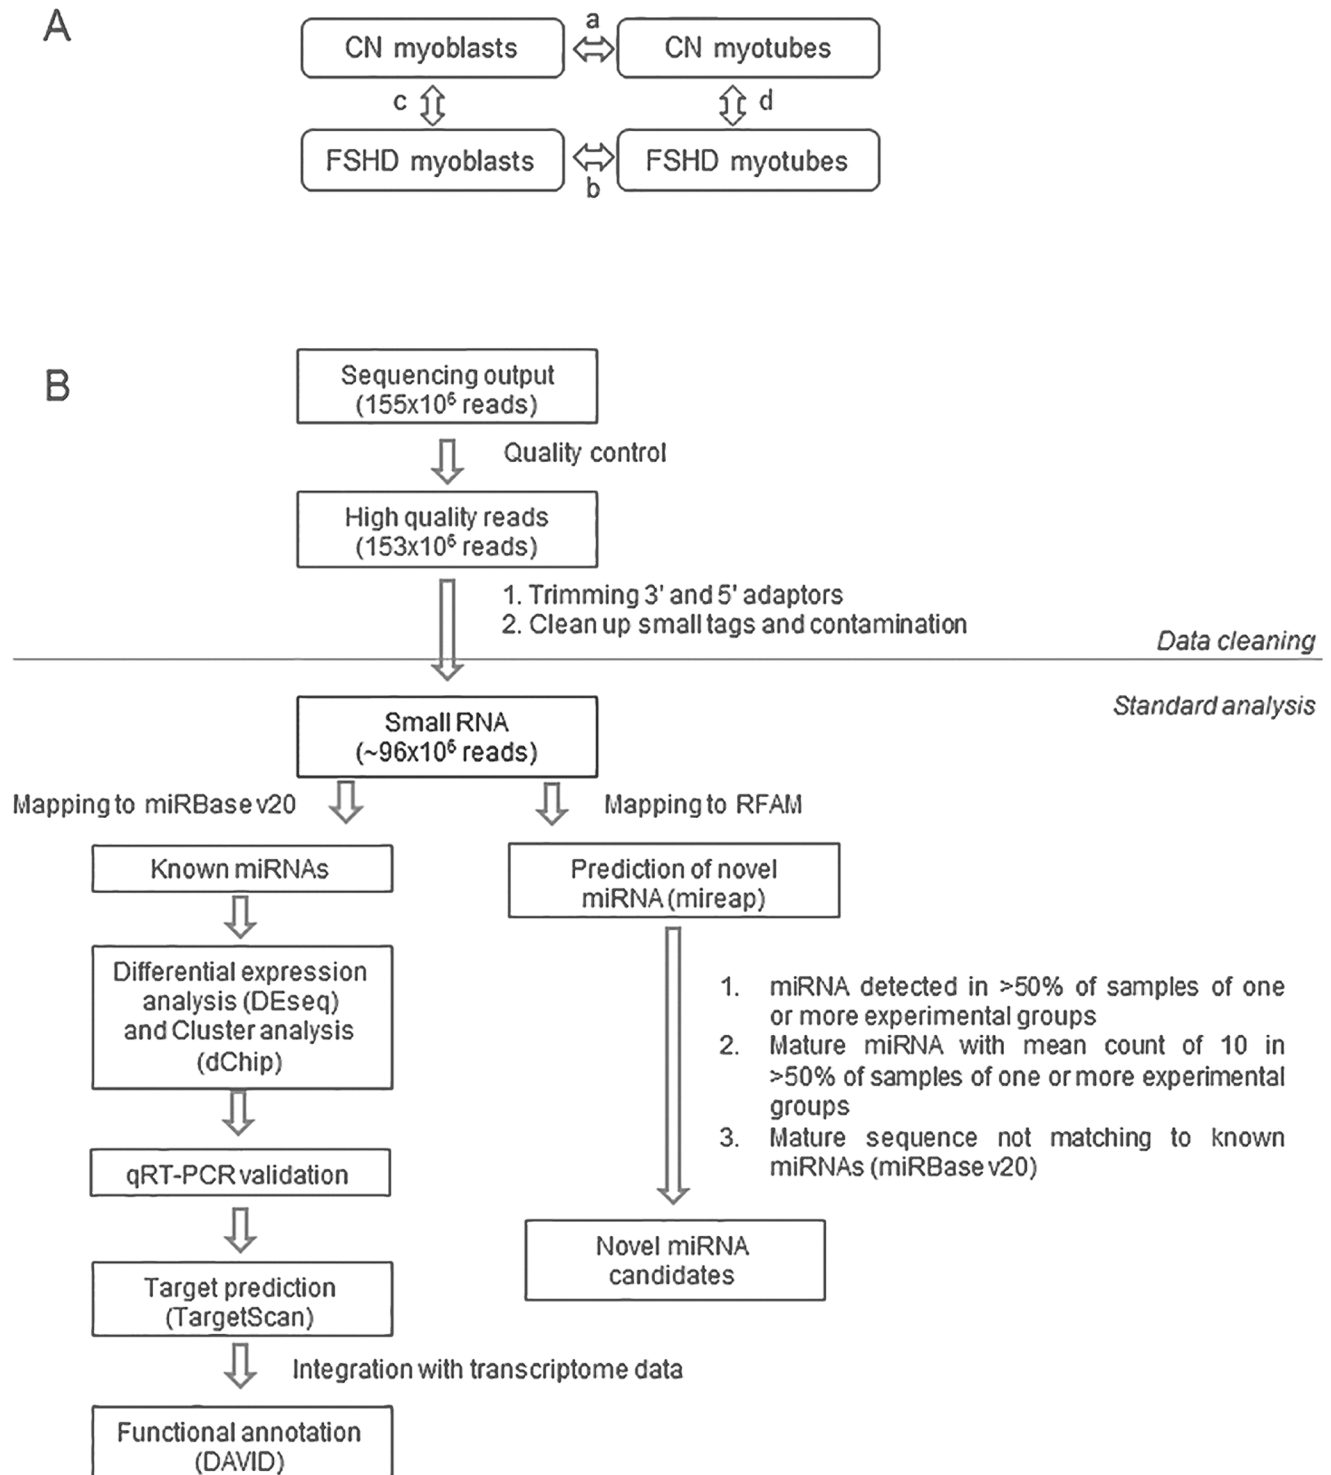 A
a
CN myoblasts
CN myotubes
c
d
FSHD myoblasts
FSHD myotubes
b
B
Sequencing output
(155x10⁶ reads)
Quality control
High quality reads
(153x10⁶ reads)
1. Trimming 3' and 5' adaptors
2. Clean up small tags and contamination
Data cleaning
Standard analysis
Small RNA
(~96x10⁶ reads)
Mapping to miRBase v20
Mapping to RFAM
Known miRNAs
Prediction of novel
miRNA (mireap)
Differential expression
analysis (DEseq)
and Cluster analysis
(dChip)
1. miRNA detected in >50% of samples of one
or more experimental groups
2. Mature miRNA with mean count of 10 in
>50% of samples of one or more experimental
groups
3. Mature sequence not matching to known
miRNAs (miRBase v20)
qRT-PCR validation
Novel miRNA
candidates
Target prediction
(TargetScan)
Integration with transcriptome data
Functional annotation
(DAVID)